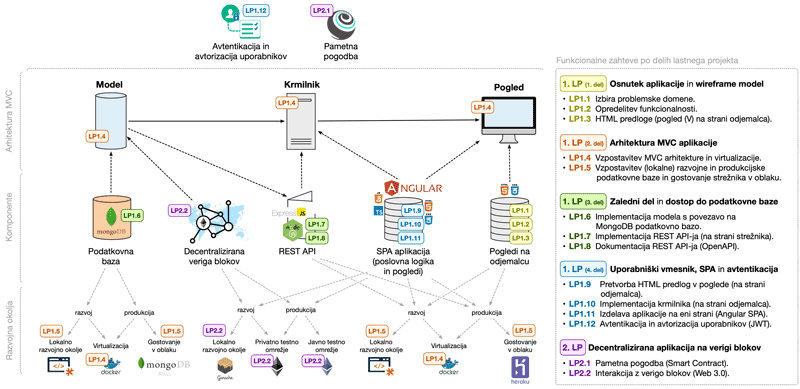 LP1.12
Avtentikacija in
avtorizacija uporabnikov
LP2.1
Pametna
pogodba
Arhitektura MVC
Model
LP1.4
Krmilnik
LP1.4
Pogled
LP1.4
Komponente
LP1.6
mongoDB
Podatkovna
baza
LP2.2
Decentralizirana
veriga blokov
Express
JS
LP1.7
LP1.8
REST API
ANGULAR
TS
LP1.9
LP1.10
LP1.11
SPA aplikacija
(poslovna logika
in pogledi)
LP1.1
LP1.2
LP1.3
Pogledi na
odjemalcu
Razvojna okolja
razvoj
produkcija
razvoj
produkcija
razvoj
produkcija
LP1.5
Lokalno
razvojno okolje
Virtualizacija
LP1.4
docker
LP1.5
Gostovanje
v oblaku
mongoDB
Atlas
LP2.2
Lokalno
razvojno okolje
Ganache
Privatno testno
omrežje
Javno testno
omrežje
LP1.5
Lokalno
razvojno okolje
Virtualizacija
LP1.4
docker
LP1.5
Gostovanje
v oblaku
heroku
Funkcionalne zahteve po delih lastnega projekta
1. LP (1. del) Osnutek aplikacije in wireframe model
• LP1.1 Izbira problemske domene.
• LP1.2 Opredelitev funkcionalnosti.
• LP1.3 HTML predloge (pogled (V) na strani odjemalca).
1. LP (2. del) Arhitektura MVC aplikacije
• LP1.4 Vzpostavitev MVC arhitekture in virtualizacije.
• LP1.5 Vzpostavitev (lokalne) razvojne in produkcijske
podatkovne baze in gostovanje strežnika v oblaku.
1. LP (3. del) Zaledni del in dostop do podatkovne baze
• LP1.6 Implementacija modela s povezavo na
MongoDB podatkovno bazo.
• LP1.7 Implementacija REST API-ja (na strani strežnika).
• LP1.8 Dokumentacija REST API-ja (OpenAPI).
1. LP (4. del) Uporabniški vmesnik, SPA in avtentikacija
• LP1.9 Pretvorba HTML predlog v poglede (na strani
odjemalca).
• LP1.10 Implementacija krmilnika (na strani odjemalca).
• LP1.11 Izdelava aplikacije na eni strani (Angular SPA).
• LP1.12 Avtentikacija in avtorizacija uporabnikov (JWT).
2. LP Decentralizirana aplikacija na verigi blokov
• LP2.1 Pametna pogodba (Smart Contract).
• LP2.2 Interakcija z verigo blokov (Web 3.0).